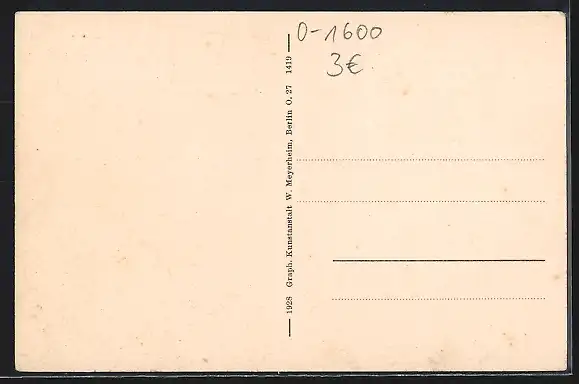 0-1600
3€
1928 Graph. Kunstanstalt W. Meyerheim, Berlin O. 27 1419